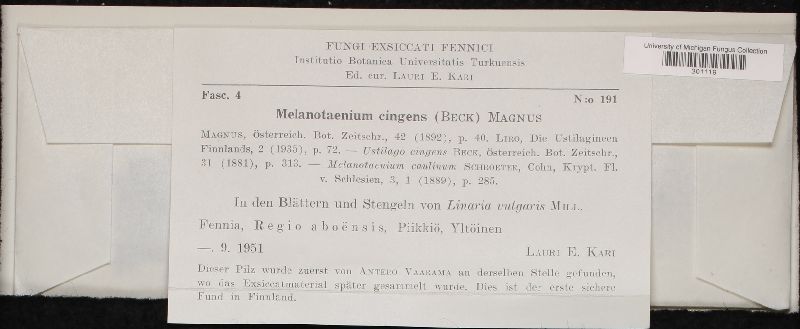 FUNGI EXSICCATI FENNICI
Institutio Botanica Universitatis Turkuensis
Ed. cur. LAURI E. KARI
University of Michigan Fungus Collection
301116
Fasc. 4 N:o 191
Melanotaenium cingens (BECK) MAGNUS
MAGNUS, Österreich. Bot. Zeitschr., 42 (1892), p. 40. LIRO, Die Ustilagineen
Finnlands, 2 (1935), p. 72. — Ustilago cingens BECK, Österreich. Bot. Zeitschr.,
31 (1881), p. 313. — Melanotaenium caulinum SCHROETER, Cohn, Krypt. Fl.
v. Schlesien, 3, 1 (1889), p. 285.
In den Blättern und Stengeln von Linaria vulgaris MILL.
Fennia, Regio aboënsis, Piikkiö, Yltöinen
—. 9. 1951 LAURI E. KARI
Dieser Pilz wurde zuerst von ANTERO VAARAMA an derselben Stelle gefunden,
wo das Exsiccatmaterial später gesammelt wurde. Dies ist der erste sichere
Fund in Finnland.